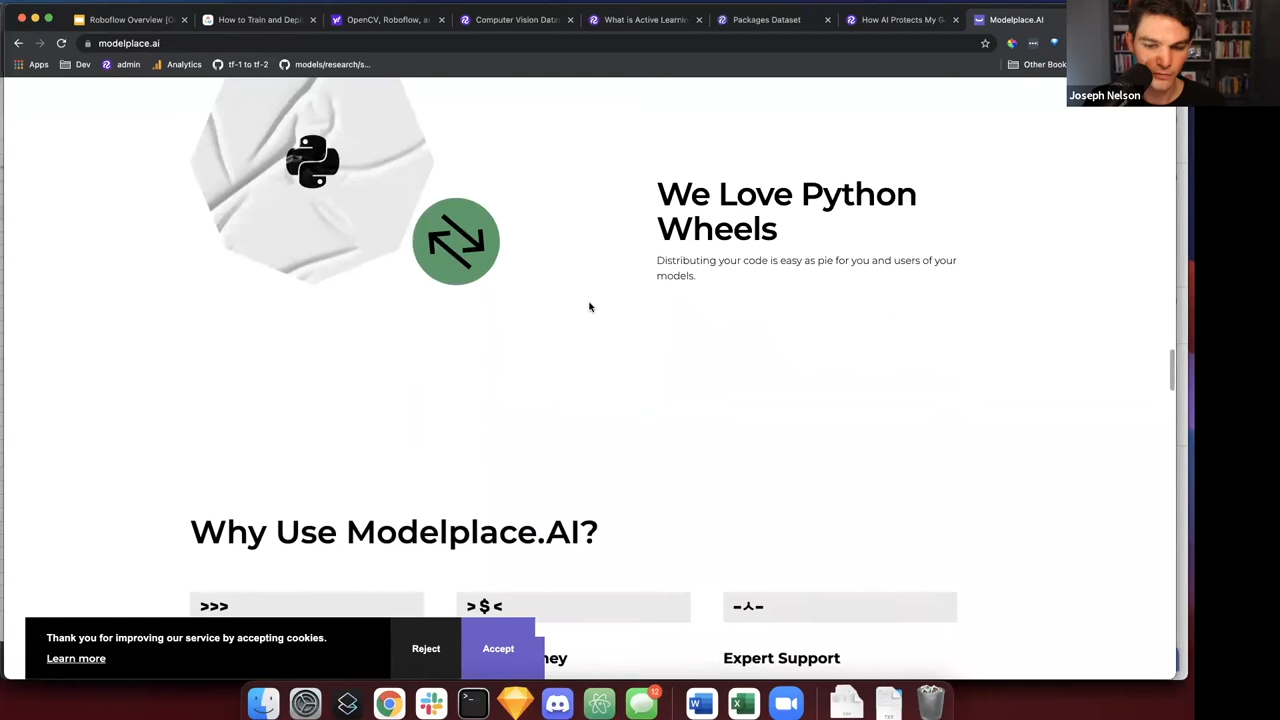 Roboflow Overview [O
How to Train and Depl
OpenCV, Roboflow, an
Computer Vision Data
What is Active Learnin
Packages Dataset
How AI Protects My G
Modelplace.AI
modelplace.ai
Apps
Dev
admin
Analytics
tf-1 to tf-2
models/research/s...
Other Book
Joseph Nelson
We Love Python
Wheels
Distributing your code is easy as pie for you and users of your
models.
Why Use Modelplace.AI?
>>>
>$<
Thank you for improving our service by accepting cookies.
Learn more
Reject
Accept
ney
Expert Support
12